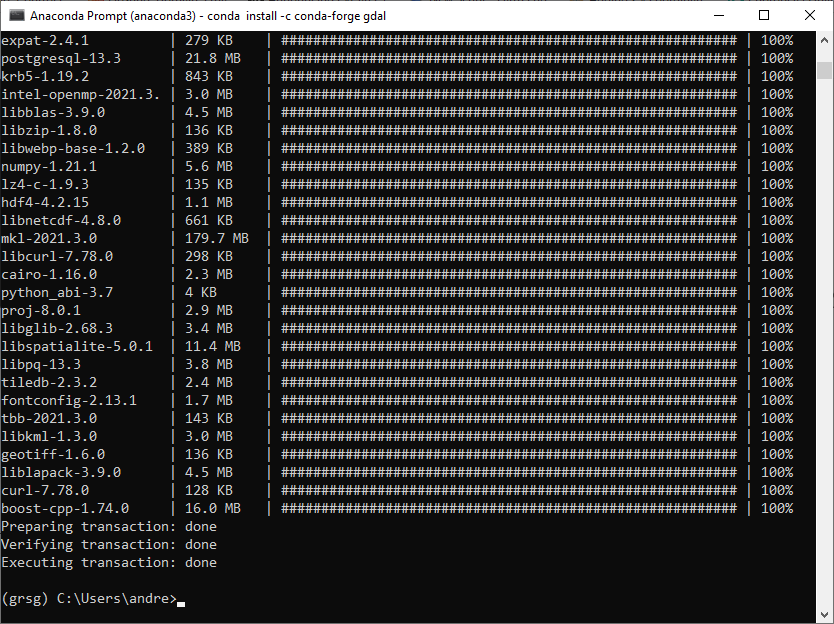 Anaconda Prompt (anaconda3) - conda install -c conda-forge gdal
expat-2.4.1 | 279 KB | ######################################################### | 100%
postgresql-13.3 | 21.8 MB | ######################################################### | 100%
krb5-1.19.2 | 843 KB | ######################################################### | 100%
intel-openmp-2021.3. | 3.0 MB | ######################################################### | 100%
libblas-3.9.0 | 4.5 MB | ######################################################### | 100%
libzip-1.8.0 | 136 KB | ######################################################### | 100%
libwebp-base-1.2.0 | 389 KB | ######################################################### | 100%
numpy-1.21.1 | 5.6 MB | ######################################################### | 100%
lz4-c-1.9.3 | 135 KB | ######################################################### | 100%
hdf4-4.2.15 | 1.1 MB | ######################################################### | 100%
libnetcdf-4.8.0 | 661 KB | ######################################################### | 100%
mkl-2021.3.0 | 179.7 MB | ######################################################### | 100%
libcurl-7.78.0 | 298 KB | ######################################################### | 100%
cairo-1.16.0 | 2.3 MB | ######################################################### | 100%
python_abi-3.7 | 4 KB | ######################################################### | 100%
proj-8.0.1 | 2.9 MB | ######################################################### | 100%
libglib-2.68.3 | 3.4 MB | ######################################################### | 100%
libspatialite-5.0.1 | 11.4 MB | ######################################################### | 100%
libpq-13.3 | 3.8 MB | ######################################################### | 100%
tiledb-2.3.2 | 2.4 MB | ######################################################### | 100%
fontconfig-2.13.1 | 1.7 MB | ######################################################### | 100%
tbb-2021.3.0 | 143 KB | ######################################################### | 100%
libkml-1.3.0 | 3.0 MB | ######################################################### | 100%
geotiff-1.6.0 | 136 KB | ######################################################### | 100%
liblapack-3.9.0 | 4.5 MB | ######################################################### | 100%
curl-7.78.0 | 128 KB | ######################################################### | 100%
boost-cpp-1.74.0 | 16.0 MB | ######################################################### | 100%
Preparing transaction: done
Verifying transaction: done
Executing transaction: done
(grsg) C:\Users\andre>